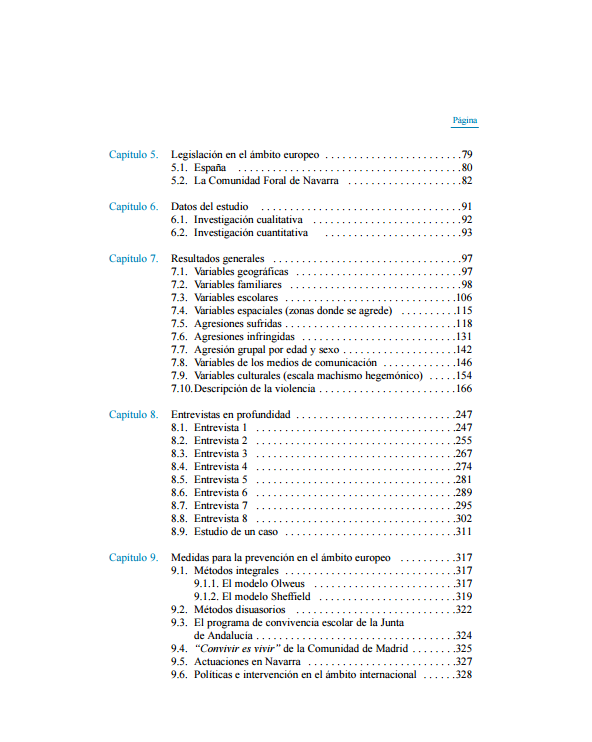 Página
Capítulo 5. Legislación en el ámbito europeo . . . . . . . . . . . . . . . . . . . . . . .79
5.1. España . . . . . . . . . . . . . . . . . . . . . . . . . . . . . . . . . . . . . .80
5.2. La Comunidad Foral de Navarra . . . . . . . . . . . . . . . . . . .82
Capítulo 6. Datos del estudio . . . . . . . . . . . . . . . . . . . . . . . . . . . . . . . . . .91
6.1. Investigación cualitativa . . . . . . . . . . . . . . . . . . . . . . . . .92
6.2. Investigación cuantitativa . . . . . . . . . . . . . . . . . . . . . . .93
Capítulo 7. Resultados generales . . . . . . . . . . . . . . . . . . . . . . . . . . . . . . . .97
7.1. Variables geográficas . . . . . . . . . . . . . . . . . . . . . . . . . . . .97
7.2. Variables familiares . . . . . . . . . . . . . . . . . . . . . . . . . . . . .98
7.3. Variables escolares . . . . . . . . . . . . . . . . . . . . . . . . . . . . .106
7.4. Variables espaciales (zonas donde se agrede) . . . . . . . . . .115
7.5. Agresiones sufridas . . . . . . . . . . . . . . . . . . . . . . . . . . . . .118
7.6. Agresiones infringidas . . . . . . . . . . . . . . . . . . . . . . . . . . .131
7.7. Agresión grupal por edad y sexo . . . . . . . . . . . . . . . . . . .142
7.8. Variables de los medios de comunicación . . . . . . . . . . . . .146
7.9. Variables culturales (escala machismo hegemónico) . . . . .154
7.10. Descripción de la violencia . . . . . . . . . . . . . . . . . . . . . . .166
Capítulo 8. Entrevistas en profundidad . . . . . . . . . . . . . . . . . . . . . . . . . . .247
8.1. Entrevista 1 . . . . . . . . . . . . . . . . . . . . . . . . . . . . . . . . . .247
8.2. Entrevista 2 . . . . . . . . . . . . . . . . . . . . . . . . . . . . . . . . . .255
8.3. Entrevista 3 . . . . . . . . . . . . . . . . . . . . . . . . . . . . . . . . . .267
8.4. Entrevista 4 . . . . . . . . . . . . . . . . . . . . . . . . . . . . . . . . . .274
8.5. Entrevista 5 . . . . . . . . . . . . . . . . . . . . . . . . . . . . . . . . . .281
8.6. Entrevista 6 . . . . . . . . . . . . . . . . . . . . . . . . . . . . . . . . . .289
8.7. Entrevista 7 . . . . . . . . . . . . . . . . . . . . . . . . . . . . . . . . . .295
8.8. Entrevista 8 . . . . . . . . . . . . . . . . . . . . . . . . . . . . . . . . . .302
8.9. Estudio de un caso . . . . . . . . . . . . . . . . . . . . . . . . . . . . .311
Capítulo 9. Medidas para la prevención en el ámbito europeo . . . . . . . . . .317
9.1. Métodos integrales . . . . . . . . . . . . . . . . . . . . . . . . . . . . .317
9.1.1. El modelo Olweus . . . . . . . . . . . . . . . . . . . . . . . .317
9.1.2. El modelo Sheffield . . . . . . . . . . . . . . . . . . . . . . .319
9.2. Métodos disuasorios . . . . . . . . . . . . . . . . . . . . . . . . . . .322
9.3. El programa de convivencia escolar de la Junta
de Andalucía . . . . . . . . . . . . . . . . . . . . . . . . . . . . . . . . . .324
9.4. “Convivir es vivir” de la Comunidad de Madrid . . . . . . . .325
9.5. Actuaciones en Navarra . . . . . . . . . . . . . . . . . . . . . . . . .327
9.6. Políticas e intervención en el ámbito internacional . . . . . .328